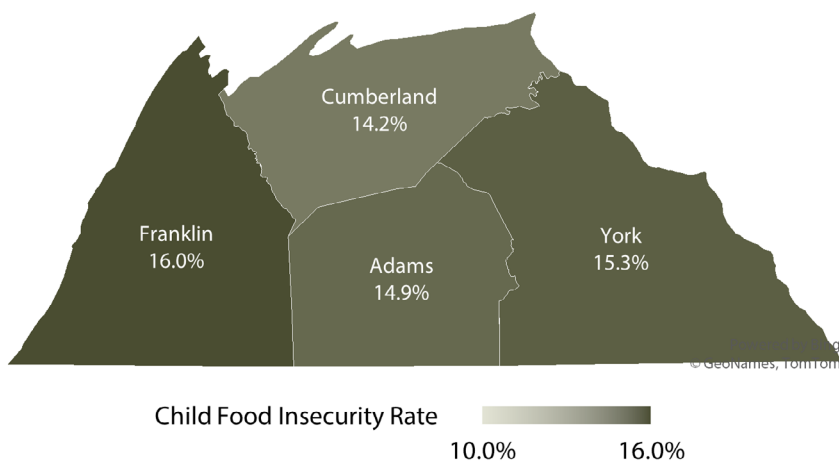 Cumberland
14.2%
Franklin
16.0%
Adams
14.9%
York
15.3%
© GeoNames, TomTom
Child Food Insecurity Rate
10.0%
16.0%